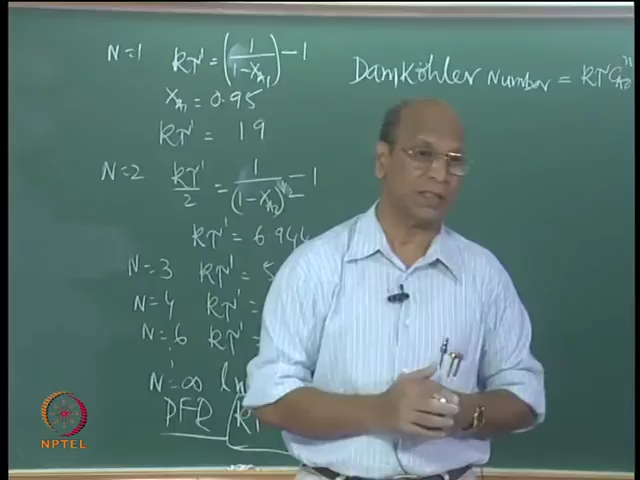 N=1 kτ' = (1/(1-X_A1)) - 1
X_A1 = 0.95
kτ' = 19
N=2 kτ'/2 = 1/(1-X_A2)^1/2 - 1
kτ' = 6.944
N=3 kτ' = 5
N=4 kτ' =
N=6 kτ' =
N=∞ ln
PFR
Damköhler Number = kτ C_A0^n
NPTEL